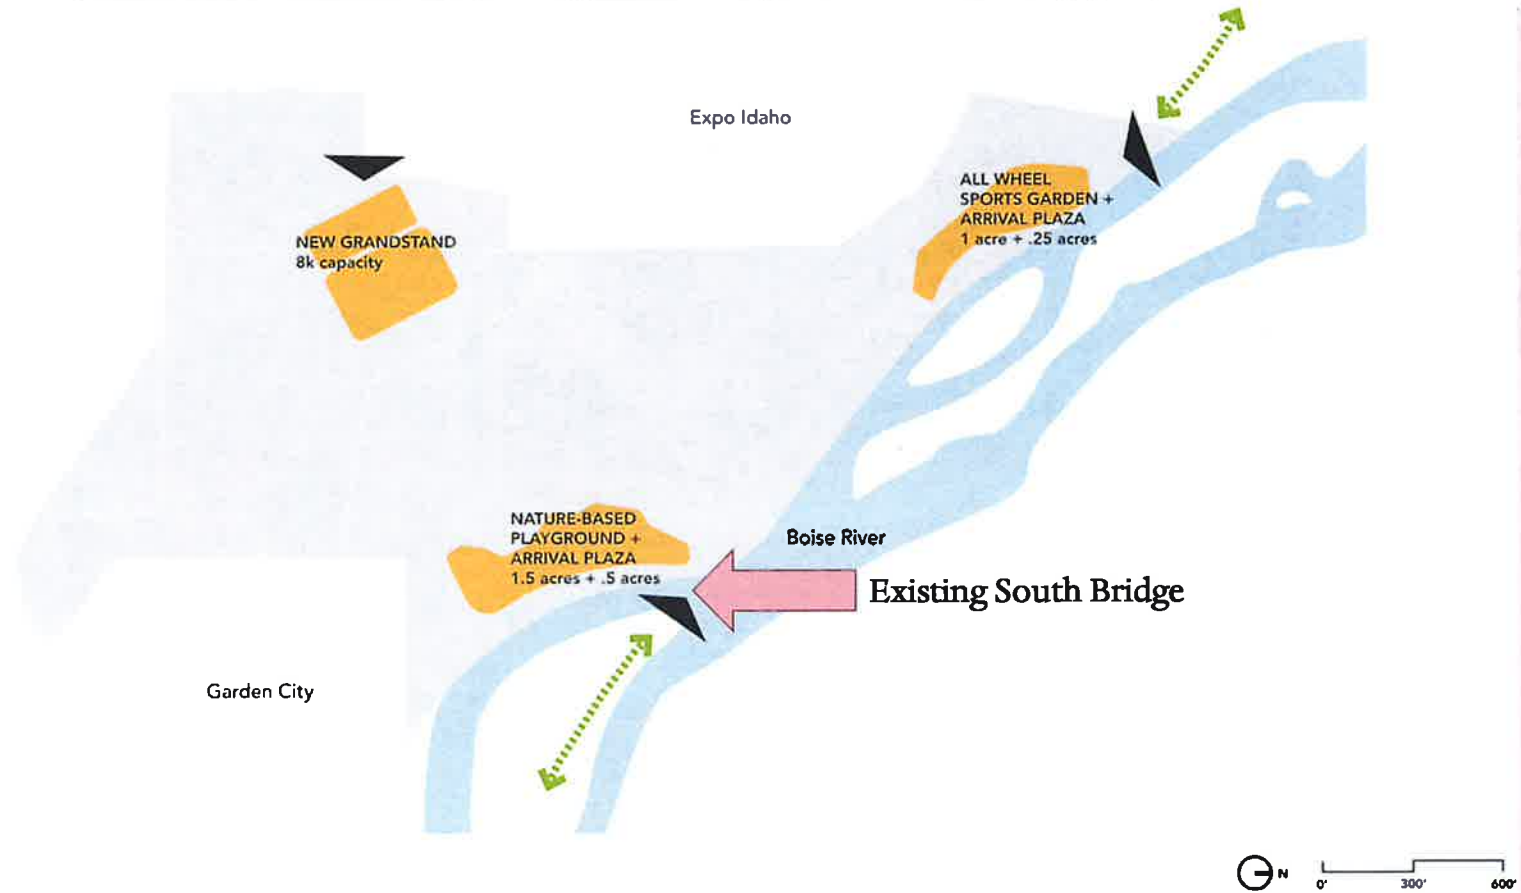 Expo Idaho
ALL WHEEL
SPORTS GARDEN +
ARRIVAL PLAZA
1 acre + .25 acres
NEW GRANDSTAND
8k capacity
NATURE-BASED
PLAYGROUND +
ARRIVAL PLAZA
1.5 acres + .5 acres
Boise River
Existing South Bridge
Garden City
N
0'
300'
600'